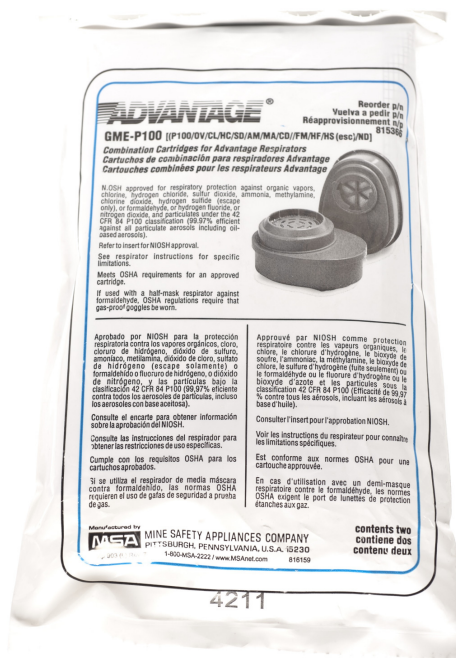 ADVANTAGE®
Reorder p/n
Vuelva a pedir p/n
Réapprovisionnement n/p
815366
GME-P100 [(P100/OV/CL/HC/SD/AM/MA/CD//FM/HF/HS (esc)/ND]
Combination Cartridges for Advantage Respirators
Cartuchos de combinación para respiradores Advantage
Cartouches combinées pour les respirateurs Advantage
N.OSH approved for respiratory protection against organic vapors,
chlorine, hydrogen chloride, sulfur dioxide, ammonia, methylamine,
chlorine dioxide, hydrogen sulfide (escape
only), or formaldehyde, or hydrogen fluoride, or
nitrogen dioxide, and particulates under the 42
CFR 84 P100 classification (99.97% efficient
against all particulate aerosols including oil-
based aerosols).
Refer to insert for NIOSH approval.
See respirator instructions for specific
limitations.
Meets OSHA requirements for an approved
cartridge.
If used with a half-mask respirator against
formaldehyde, OSHA regulations require that
gas-proof goggles be worn.
Aprobado por NIOSH para la protección
respiratoria contra los vapores orgánicos, cloro,
cloruro de hidrógeno, dióxido de sulfuro,
amoníaco, metilamina, dióxido de cloro, sulfato
de hidrógeno (escape solamente) o
formaldehído o fluoruro de hidrógeno, o dióxido
de nitrógeno, y las partículas bajo la
clasificación 42 CFR 84 P100 (99,97% eficiente
contra todos los aerosoles de partículas, incluso
los aerosoles con base aceitosa).
Consulte el encarte para obtener información
sobre la aprobación del NIOSH.
Consulte las instrucciones del respirador para
obtener las restricciones de uso específicas.
Cumple con los requisitos OSHA para los
cartuchos aprobados.
Si se utiliza el respirador de media máscara
contra formaldehído, las normas OSHA
requieren el uso de gafas de seguridad a prueba
de gas.
Approuvé par NIOSH comme protection
respiratoire contre les vapeurs organiques, le
chlore, le chlorure d'hydrogène, le bioxyde de
soufre, l'ammoniac, la méthylamine, le bioxyde de
chlore, le sulfure d'hydrogène (fuite seulement) ou
le formaldéhyde ou le fluorure d'hydrogène ou le
bioxyde d'azote et les particules sous la
classification 42 CFR 84 P100 (Efficacité de 99,97
% contre tous les aérosols, incluant les aérosols à
base d'huile).
Consulter l'insert pour l'approbation NIOSH.
Voir les instructions du respirateur pour connaître
les limitations spécifiques.
Est conforme aux normes OSHA pour une
cartouche approuvée.
En cas d'utilisation avec un demi-masque
respiratoire contre le formaldéhyde, les normes
OSHA exigent le port de lunettes de protection
étanches aux gaz.
Manufactured by
MSA MINE SAFETY APPLIANCES COMPANY
PITTSBURGH, PENNSYLVANIA, U.S.A. 15230
1-800-MSA-2222 / www.MSAnet.com 816159
contents two
contiene dos
contenu deux
4211